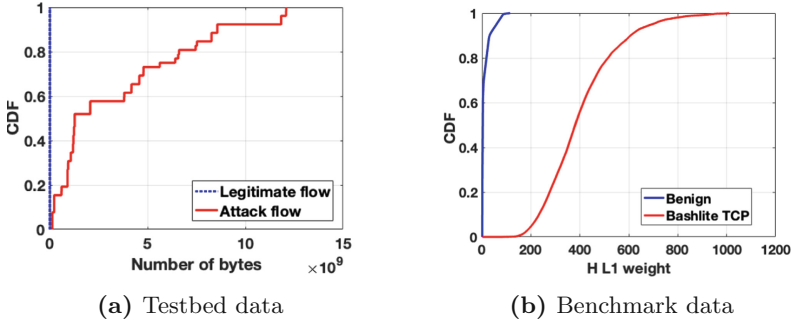 1
0.8
0.6
0.4
0.2
0
CDF
Legitimate flow
Attack flow
0 5 10 15
Number of bytes ×10⁹
(a) Testbed data
1
0.8
0.6
0.4
0.2
0
CDF
Benign
Bashlite TCP
0 200 400 600 800 1000 1200
H L1 weight
(b) Benchmark data